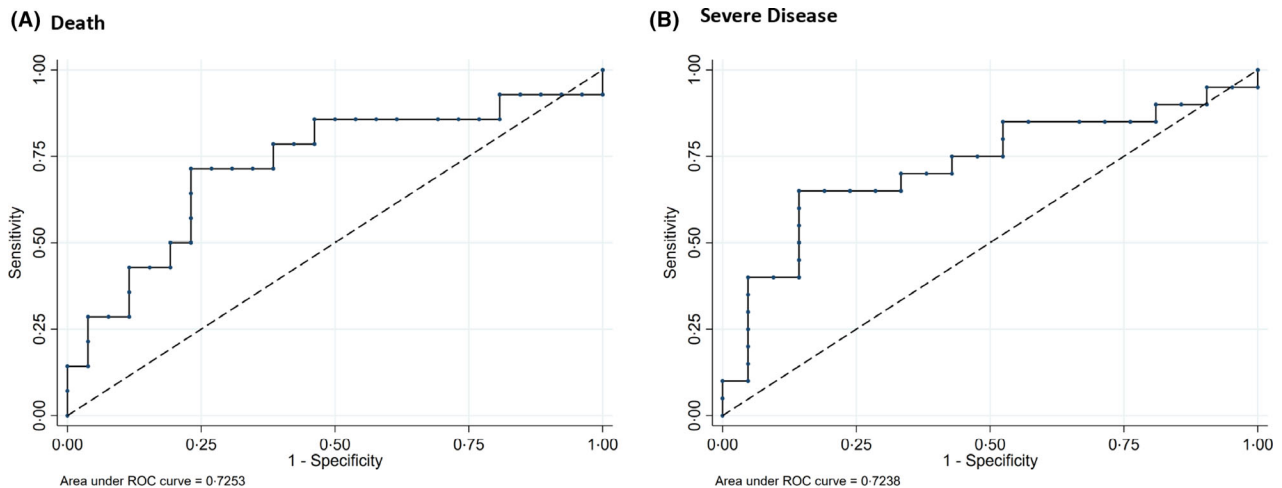 (A) Death
1·00
0·75
0·50
0·25
0·00
Sensitivity
0·00 0·25 0·50 0·75 1·00
1 - Specificity
Area under ROC curve = 0·7253
(B) Severe Disease
1·00
0·75
0·50
0·25
0·00
Sensitivity
0·00 0·25 0·50 0·75 1·00
1 - Specificity
Area under ROC curve = 0·7238